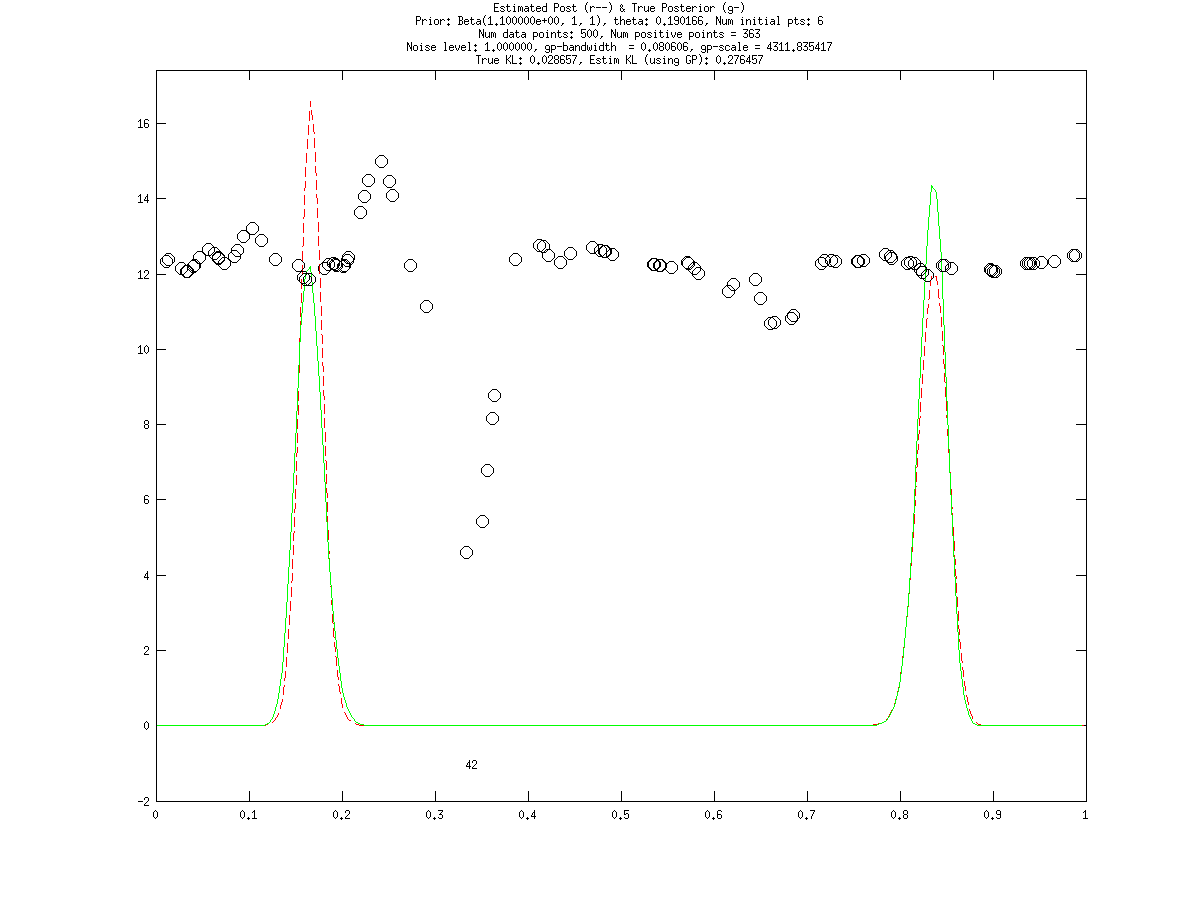 Estimated Post (r--) & True Posterior (g-)
Prior: Beta(1.100000e+00, 1, 1), theta: 0.190166, Num initial pts: 6
Num data points: 500, Num positive points = 363
Noise level: 1.000000, gp-bandwidth  = 0.080606, gp-scale = 4311.835417
True KL: 0.028657, Estim KL (using GP): 0.276457
16
14
12
10
8
6
4
2
0
42
-2
0 0.1 0.2 0.3 0.4 0.5 0.6 0.7 0.8 0.9 1